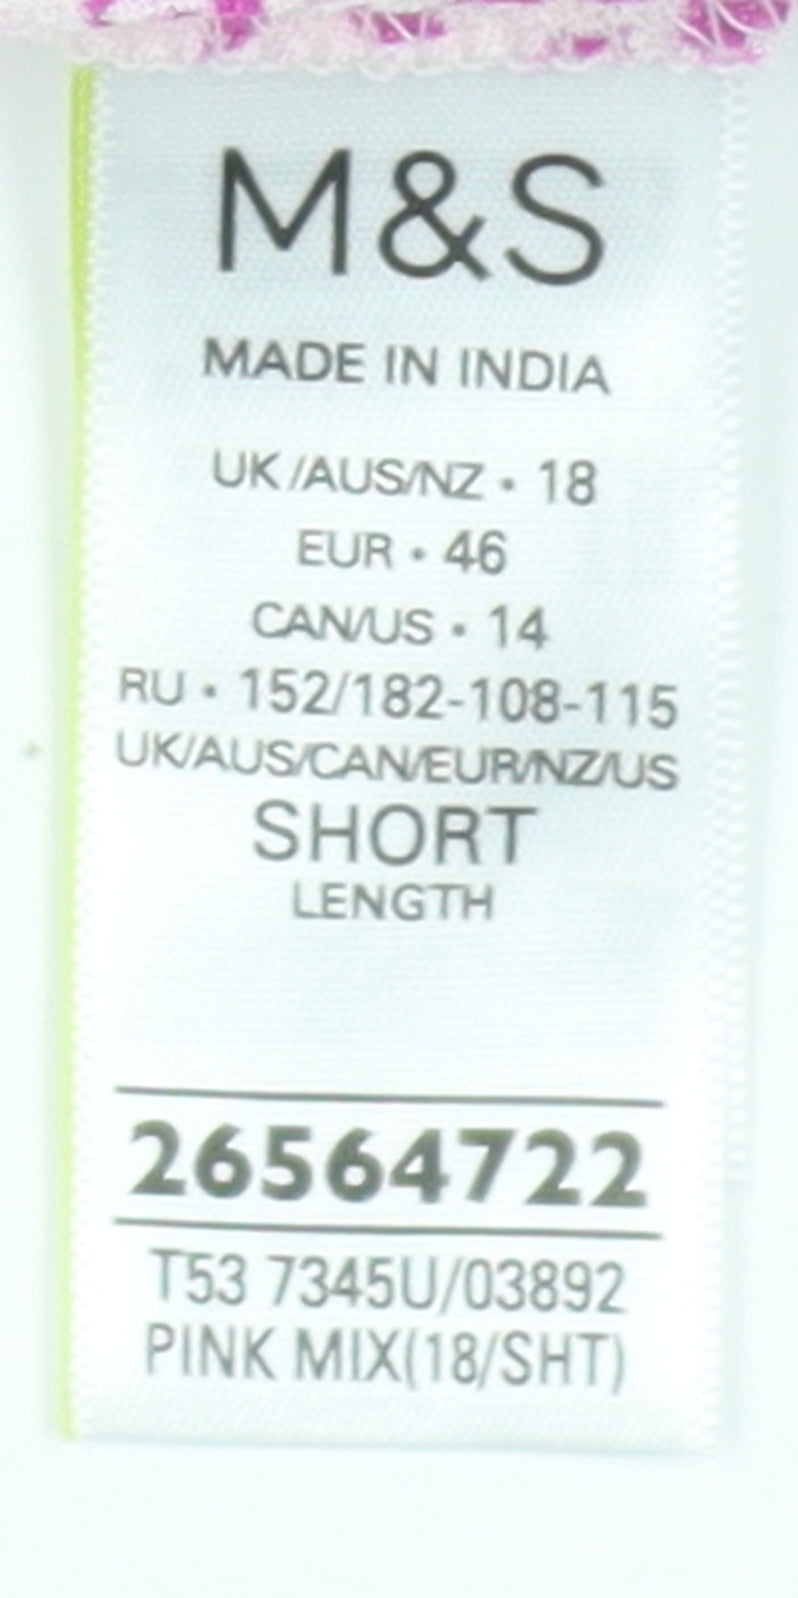 M&S
MADE IN INDIA
UK/AUS/NZ • 18
EUR • 46
CAN/US • 14
RU • 152/182-108-115
UK/AUS/CAN/EUR/NZ/US
SHORT
LENGTH
26564722
T53 7345U/03892
PINK MIX(18/SHT)